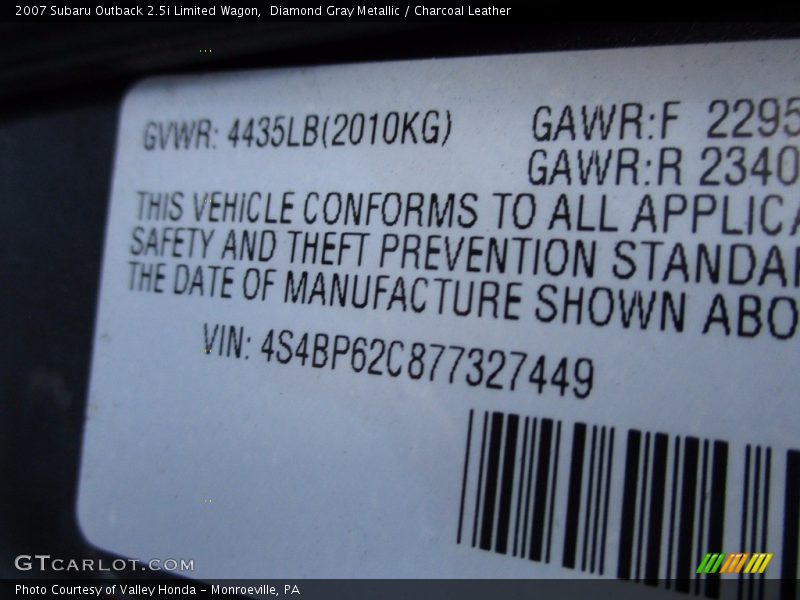 2007 Subaru Outback 2.5i Limited Wagon,  Diamond Gray Metallic / Charcoal Leather
GVWR: 4435LB(2010KG) GAWR:F 2295
GAWR:R 2340
THIS VEHICLE CONFORMS TO ALL APPLICA
SAFETY AND THEFT PREVENTION STANDAR
THE DATE OF MANUFACTURE SHOWN ABO
VIN: 4S4BP62C877327449
GTCARLOT.COM
Photo Courtesy of Valley Honda - Monroeville, PA